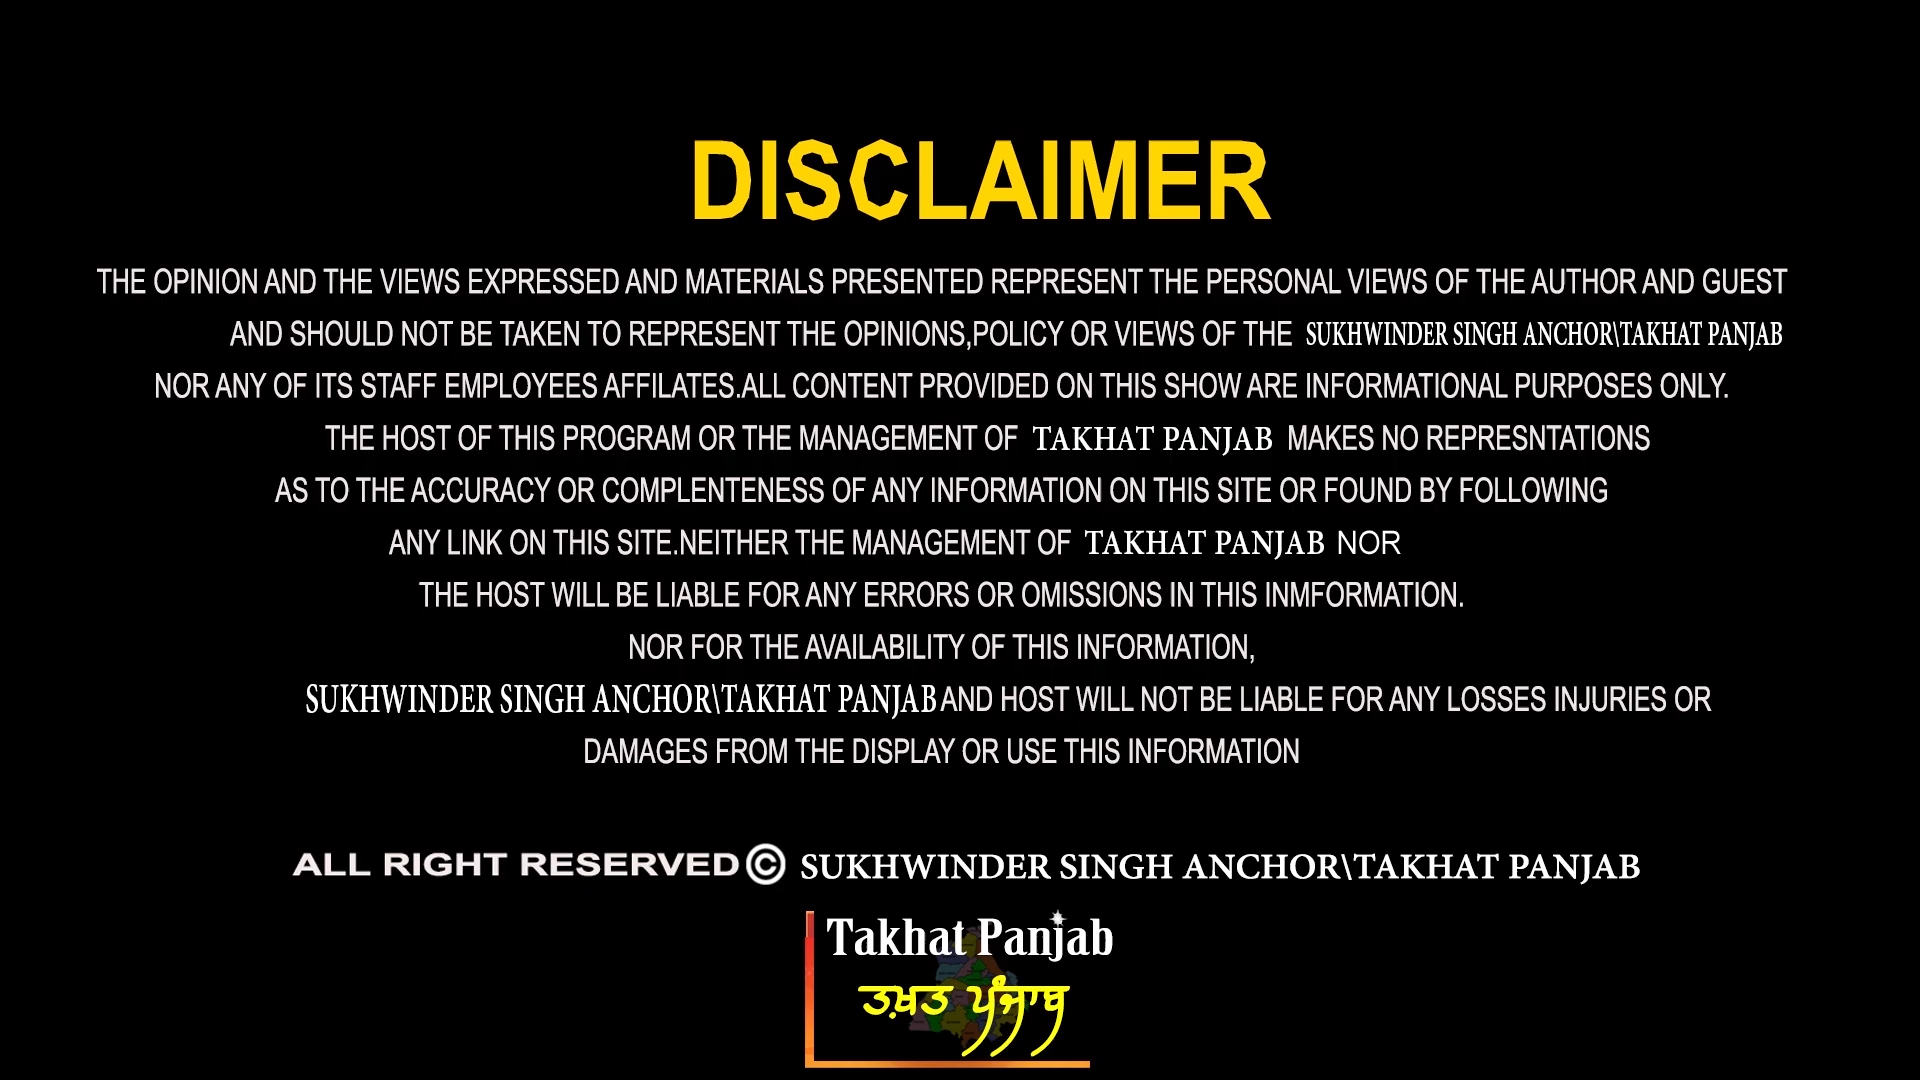 DISCLAIMER
THE OPINION AND THE VIEWS EXPRESSED AND MATERIALS PRESENTED REPRESENT THE PERSONAL VIEWS OF THE AUTHOR AND GUEST
AND SHOULD NOT BE TAKEN TO REPRESENT THE OPINIONS,POLICY OR VIEWS OF THE SUKHWINDER SINGH ANCHOR\TAKHAT PANJAB
NOR ANY OF ITS STAFF EMPLOYEES AFFILATES.ALL CONTENT PROVIDED ON THIS SHOW ARE INFORMATIONAL PURPOSES ONLY.
THE HOST OF THIS PROGRAM OR THE MANAGEMENT OF TAKHAT PANJAB MAKES NO REPRESNTATIONS
AS TO THE ACCURACY OR COMPLENTENESS OF ANY INFORMATION ON THIS SITE OR FOUND BY FOLLOWING
ANY LINK ON THIS SITE.NEITHER THE MANAGEMENT OF TAKHAT PANJAB NOR
THE HOST WILL BE LIABLE FOR ANY ERRORS OR OMISSIONS IN THIS INMFORMATION.
NOR FOR THE AVAILABILITY OF THIS INFORMATION,
SUKHWINDER SINGH ANCHOR\TAKHAT PANJAB AND HOST WILL NOT BE LIABLE FOR ANY LOSSES INJURIES OR
DAMAGES FROM THE DISPLAY OR USE THIS INFORMATION
ALL RIGHT RESERVED © SUKHWINDER SINGH ANCHOR\TAKHAT PANJAB
Takhat Panjab
ਤਖ਼ਤ ਪੰਜਾਬ